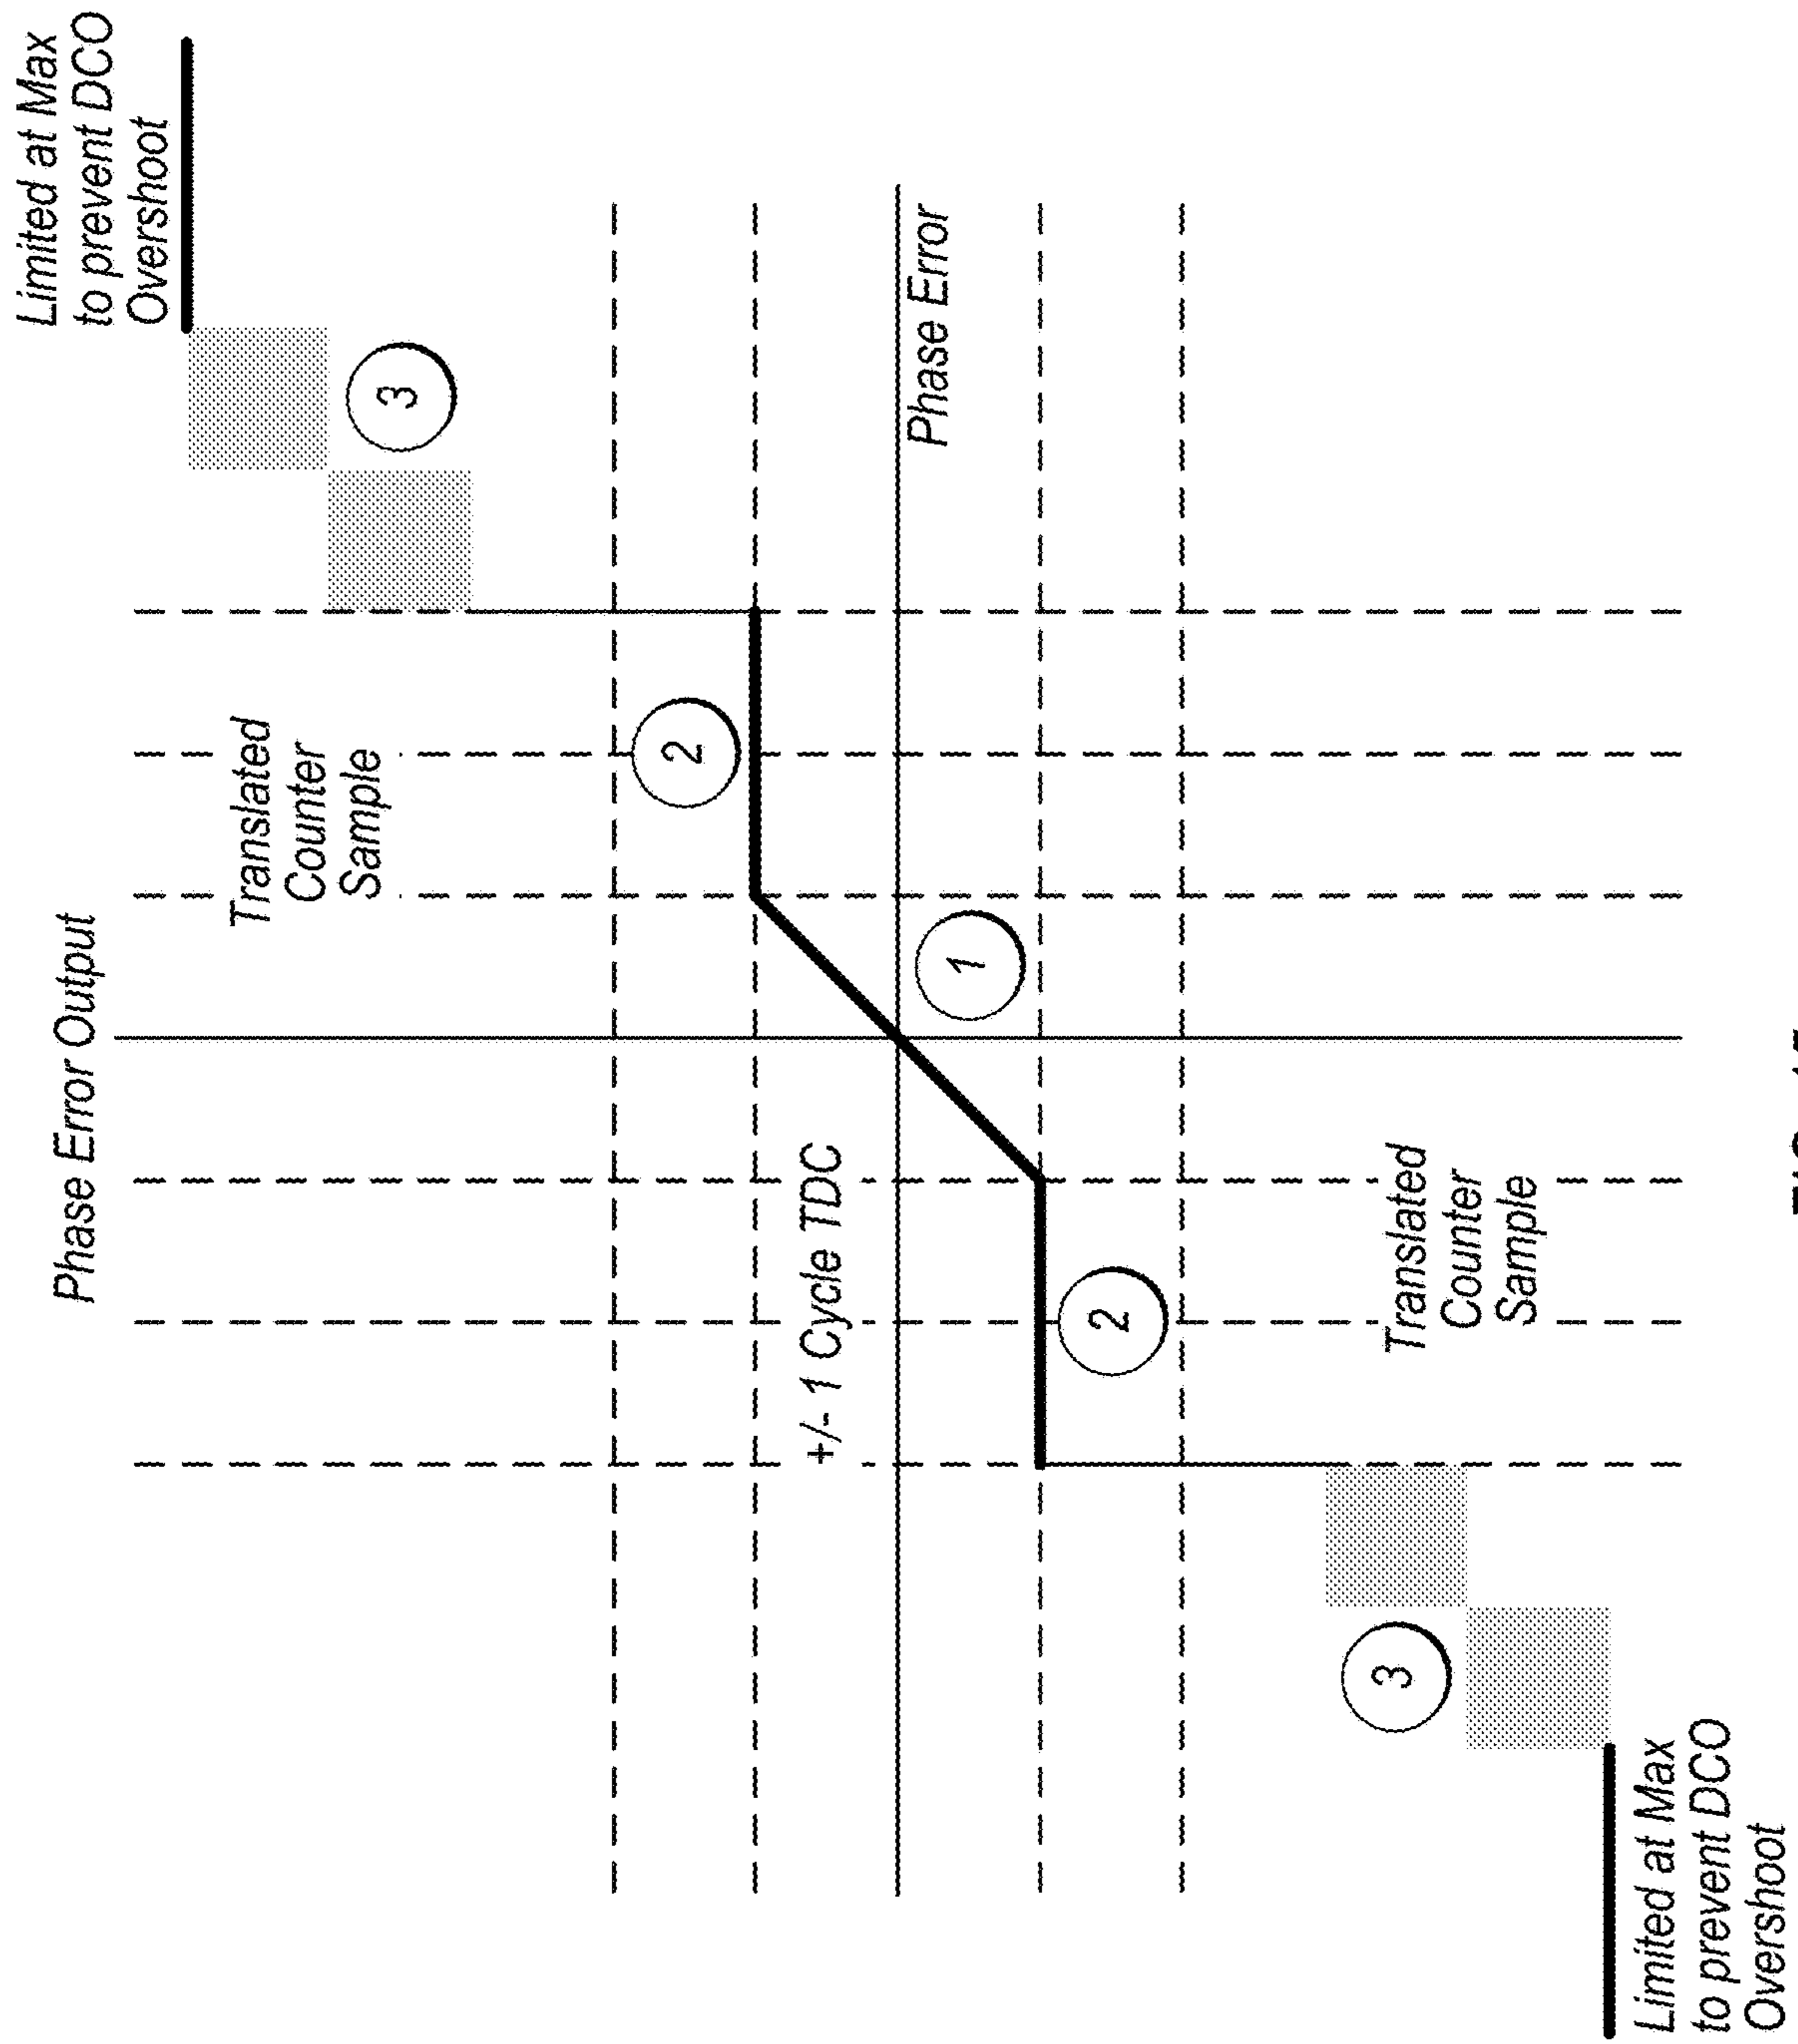 Phase Error Output
Limited at Max
to prevent DCO
Overshoot
Translated
Counter
Sample
3
2
+/- 1 Cycle TDC
1
Phase Error
2
3
Translated
Counter
Sample
Limited at Max
to prevent DCO
Overshoot